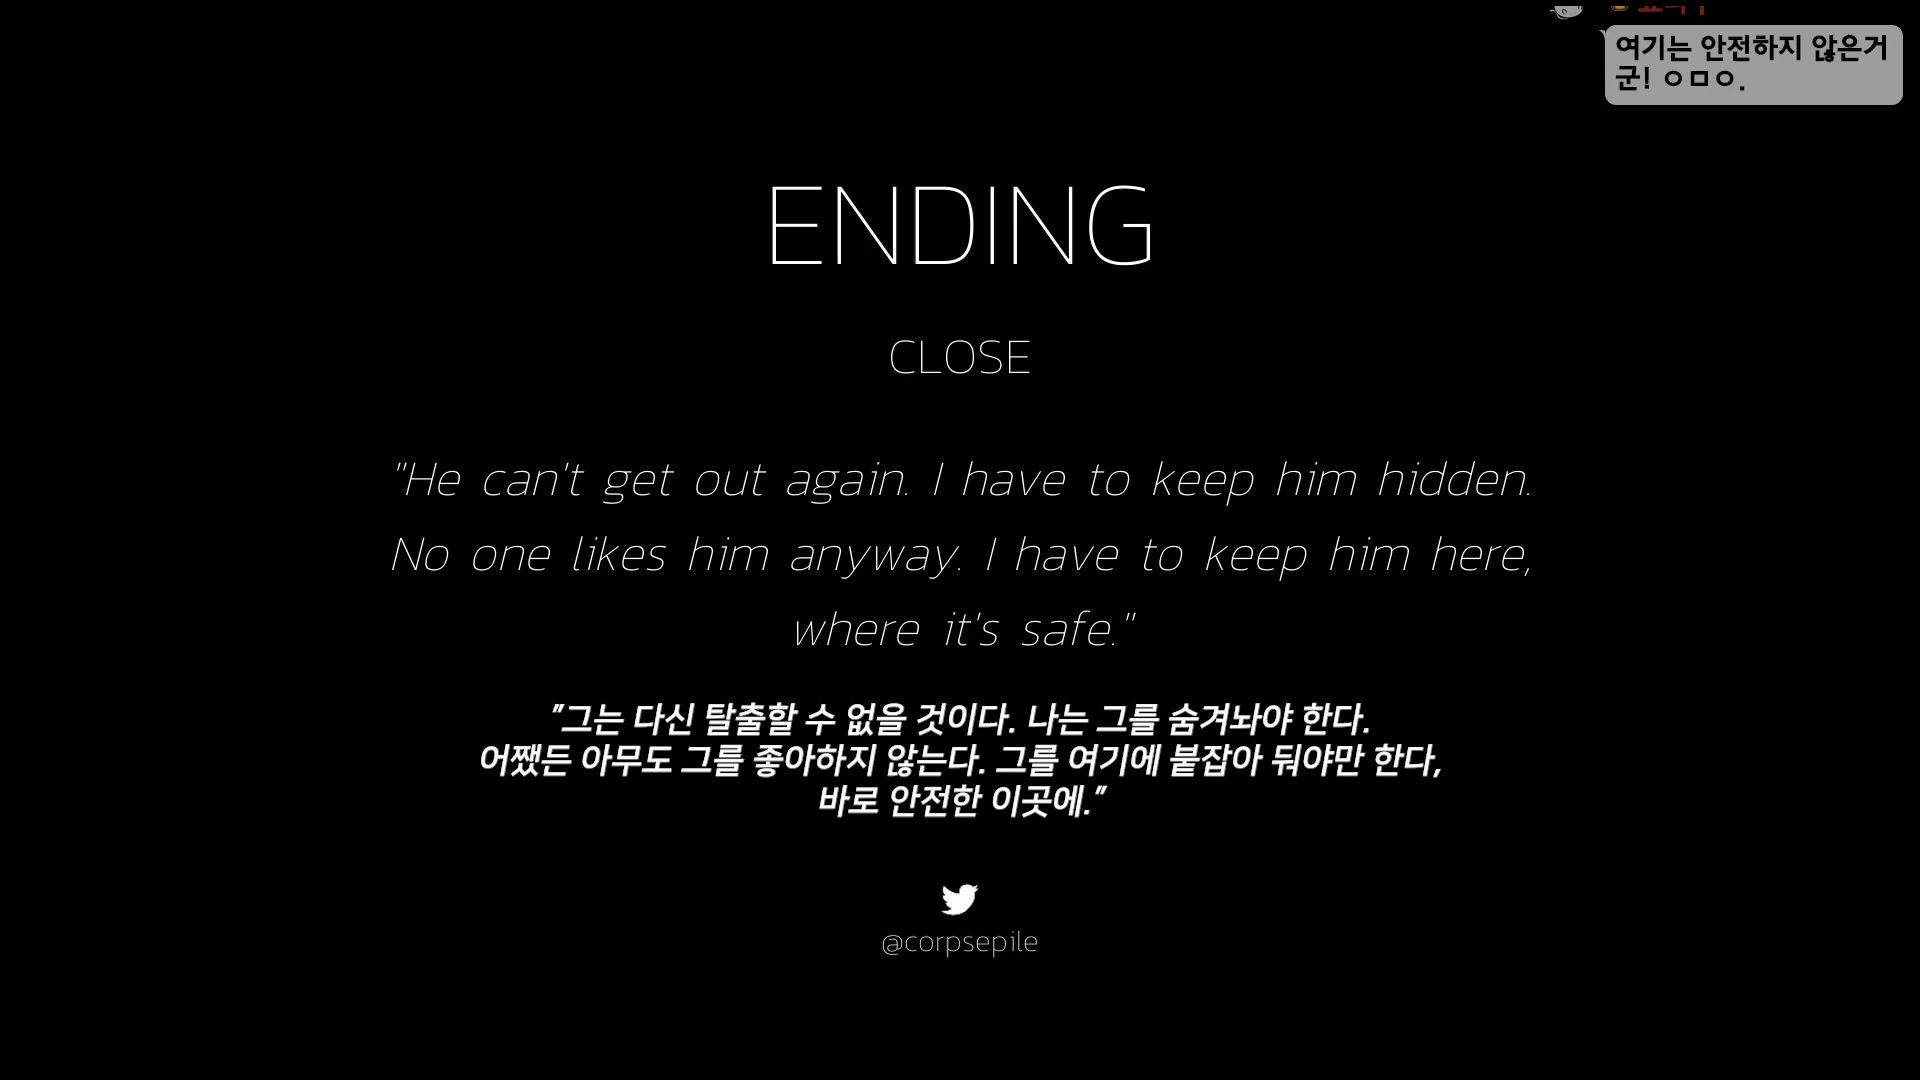 여기는 안전하지 않은거
군! ㅇㅁㅇ.
ENDING
CLOSE
"He can't get out again. I have to keep him hidden.
No one likes him anyway. I have to keep him here,
where it's safe."
"그는 다신 탈출할 수 없을 것이다. 나는 그를 숨겨놔야 한다.
어쨌든 아무도 그를 좋아하지 않는다. 그를 여기에 붙잡아 둬야만 한다,
바로 안전한 이곳에."
@corpsepile